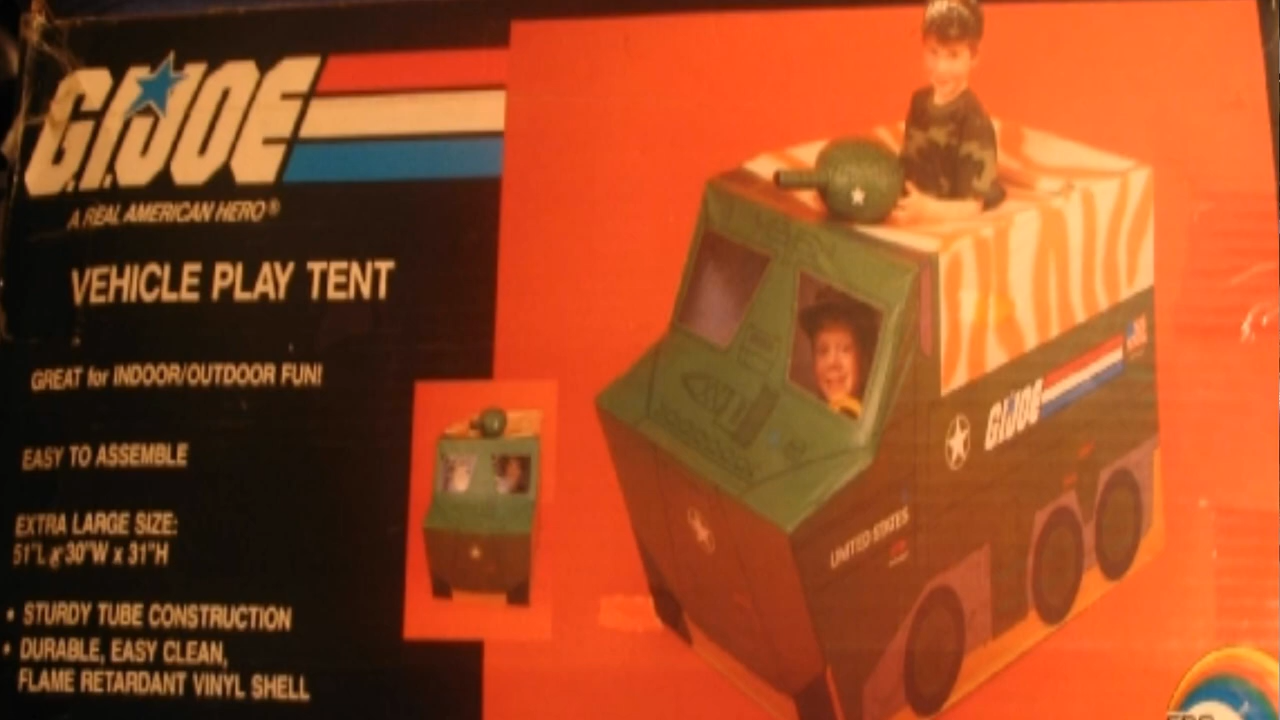 G.I.JOE
A REAL AMERICAN HERO®
VEHICLE PLAY TENT
GREAT for INDOOR/OUTDOOR FUN!
EASY TO ASSEMBLE
EXTRA LARGE SIZE:
51"L x 30"W x 31"H
• STURDY TUBE CONSTRUCTION
• DURABLE, EASY CLEAN,
FLAME RETARDANT VINYL SHELL
G.I.JOE
UNITED STATES